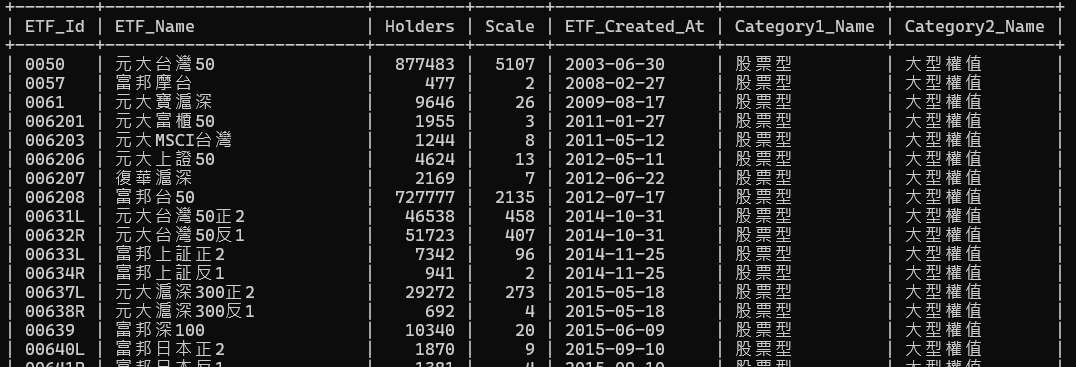 | ETF_Id | ETF_Name | Holders | Scale | ETF_Created_At | Category1_Name | Category2_Name |
| 0050 | 元大台灣50 | 877483 | 5107 | 2003-06-30 | 股票型 | 大型權值 |
| 0057 | 富邦摩台 | 477 | 2 | 2008-02-27 | 股票型 | 大型權值 |
| 0061 | 元大寶滬深 | 9646 | 26 | 2009-08-17 | 股票型 | 大型權值 |
| 006201 | 元大富櫃50 | 1955 | 3 | 2011-01-27 | 股票型 | 大型權值 |
| 006203 | 元大MSCI台灣 | 1244 | 8 | 2011-05-12 | 股票型 | 大型權值 |
| 006206 | 元大上證50 | 4624 | 13 | 2012-05-11 | 股票型 | 大型權值 |
| 006207 | 復華滬深 | 2169 | 7 | 2012-06-22 | 股票型 | 大型權值 |
| 006208 | 富邦台50 | 727777 | 2135 | 2012-07-17 | 股票型 | 大型權值 |
| 00631L | 元大台灣50正2 | 46538 | 458 | 2014-10-31 | 股票型 | 大型權值 |
| 00632R | 元大台灣50反1 | 51723 | 407 | 2014-10-31 | 股票型 | 大型權值 |
| 00633L | 富邦上証正2 | 7342 | 96 | 2014-11-25 | 股票型 | 大型權值 |
| 00634R | 富邦上証反1 | 941 | 2 | 2014-11-25 | 股票型 | 大型權值 |
| 00637L | 元大滬深300正2 | 29272 | 273 | 2015-05-18 | 股票型 | 大型權值 |
| 00638R | 元大滬深300反1 | 692 | 4 | 2015-05-18 | 股票型 | 大型權值 |
| 00639 | 富邦深100 | 10340 | 20 | 2015-06-09 | 股票型 | 大型權值 |
| 00640L | 富邦日本正2 | 1870 | 9 | 2015-09-10 | 股票型 | 大型權值 |